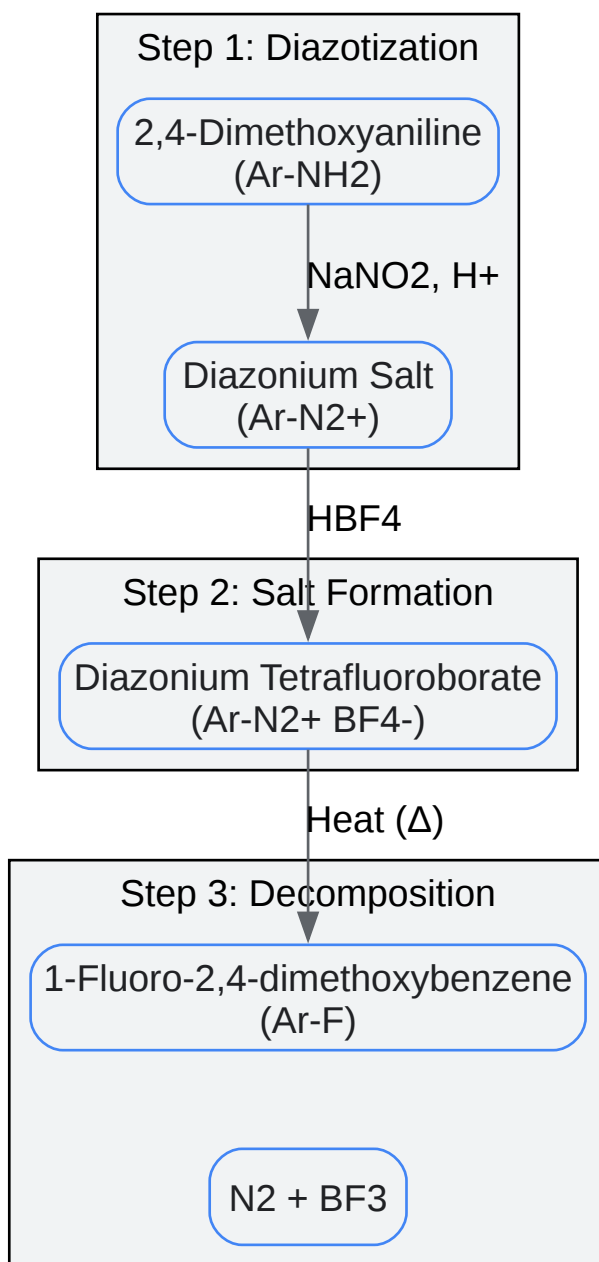 Step 1: Diazotization
2,4-Dimethoxyaniline
(Ar-NH2)
NaNO2, H+
Diazonium Salt
(Ar-N2+)
HBF4
Step 2: Salt Formation
Diazonium Tetrafluoroborate
(Ar-N2+ BF4-)
Heat (Δ)
Step 3: Decomposition
1-Fluoro-2,4-dimethoxybenzene
(Ar-F)
N2 + BF3